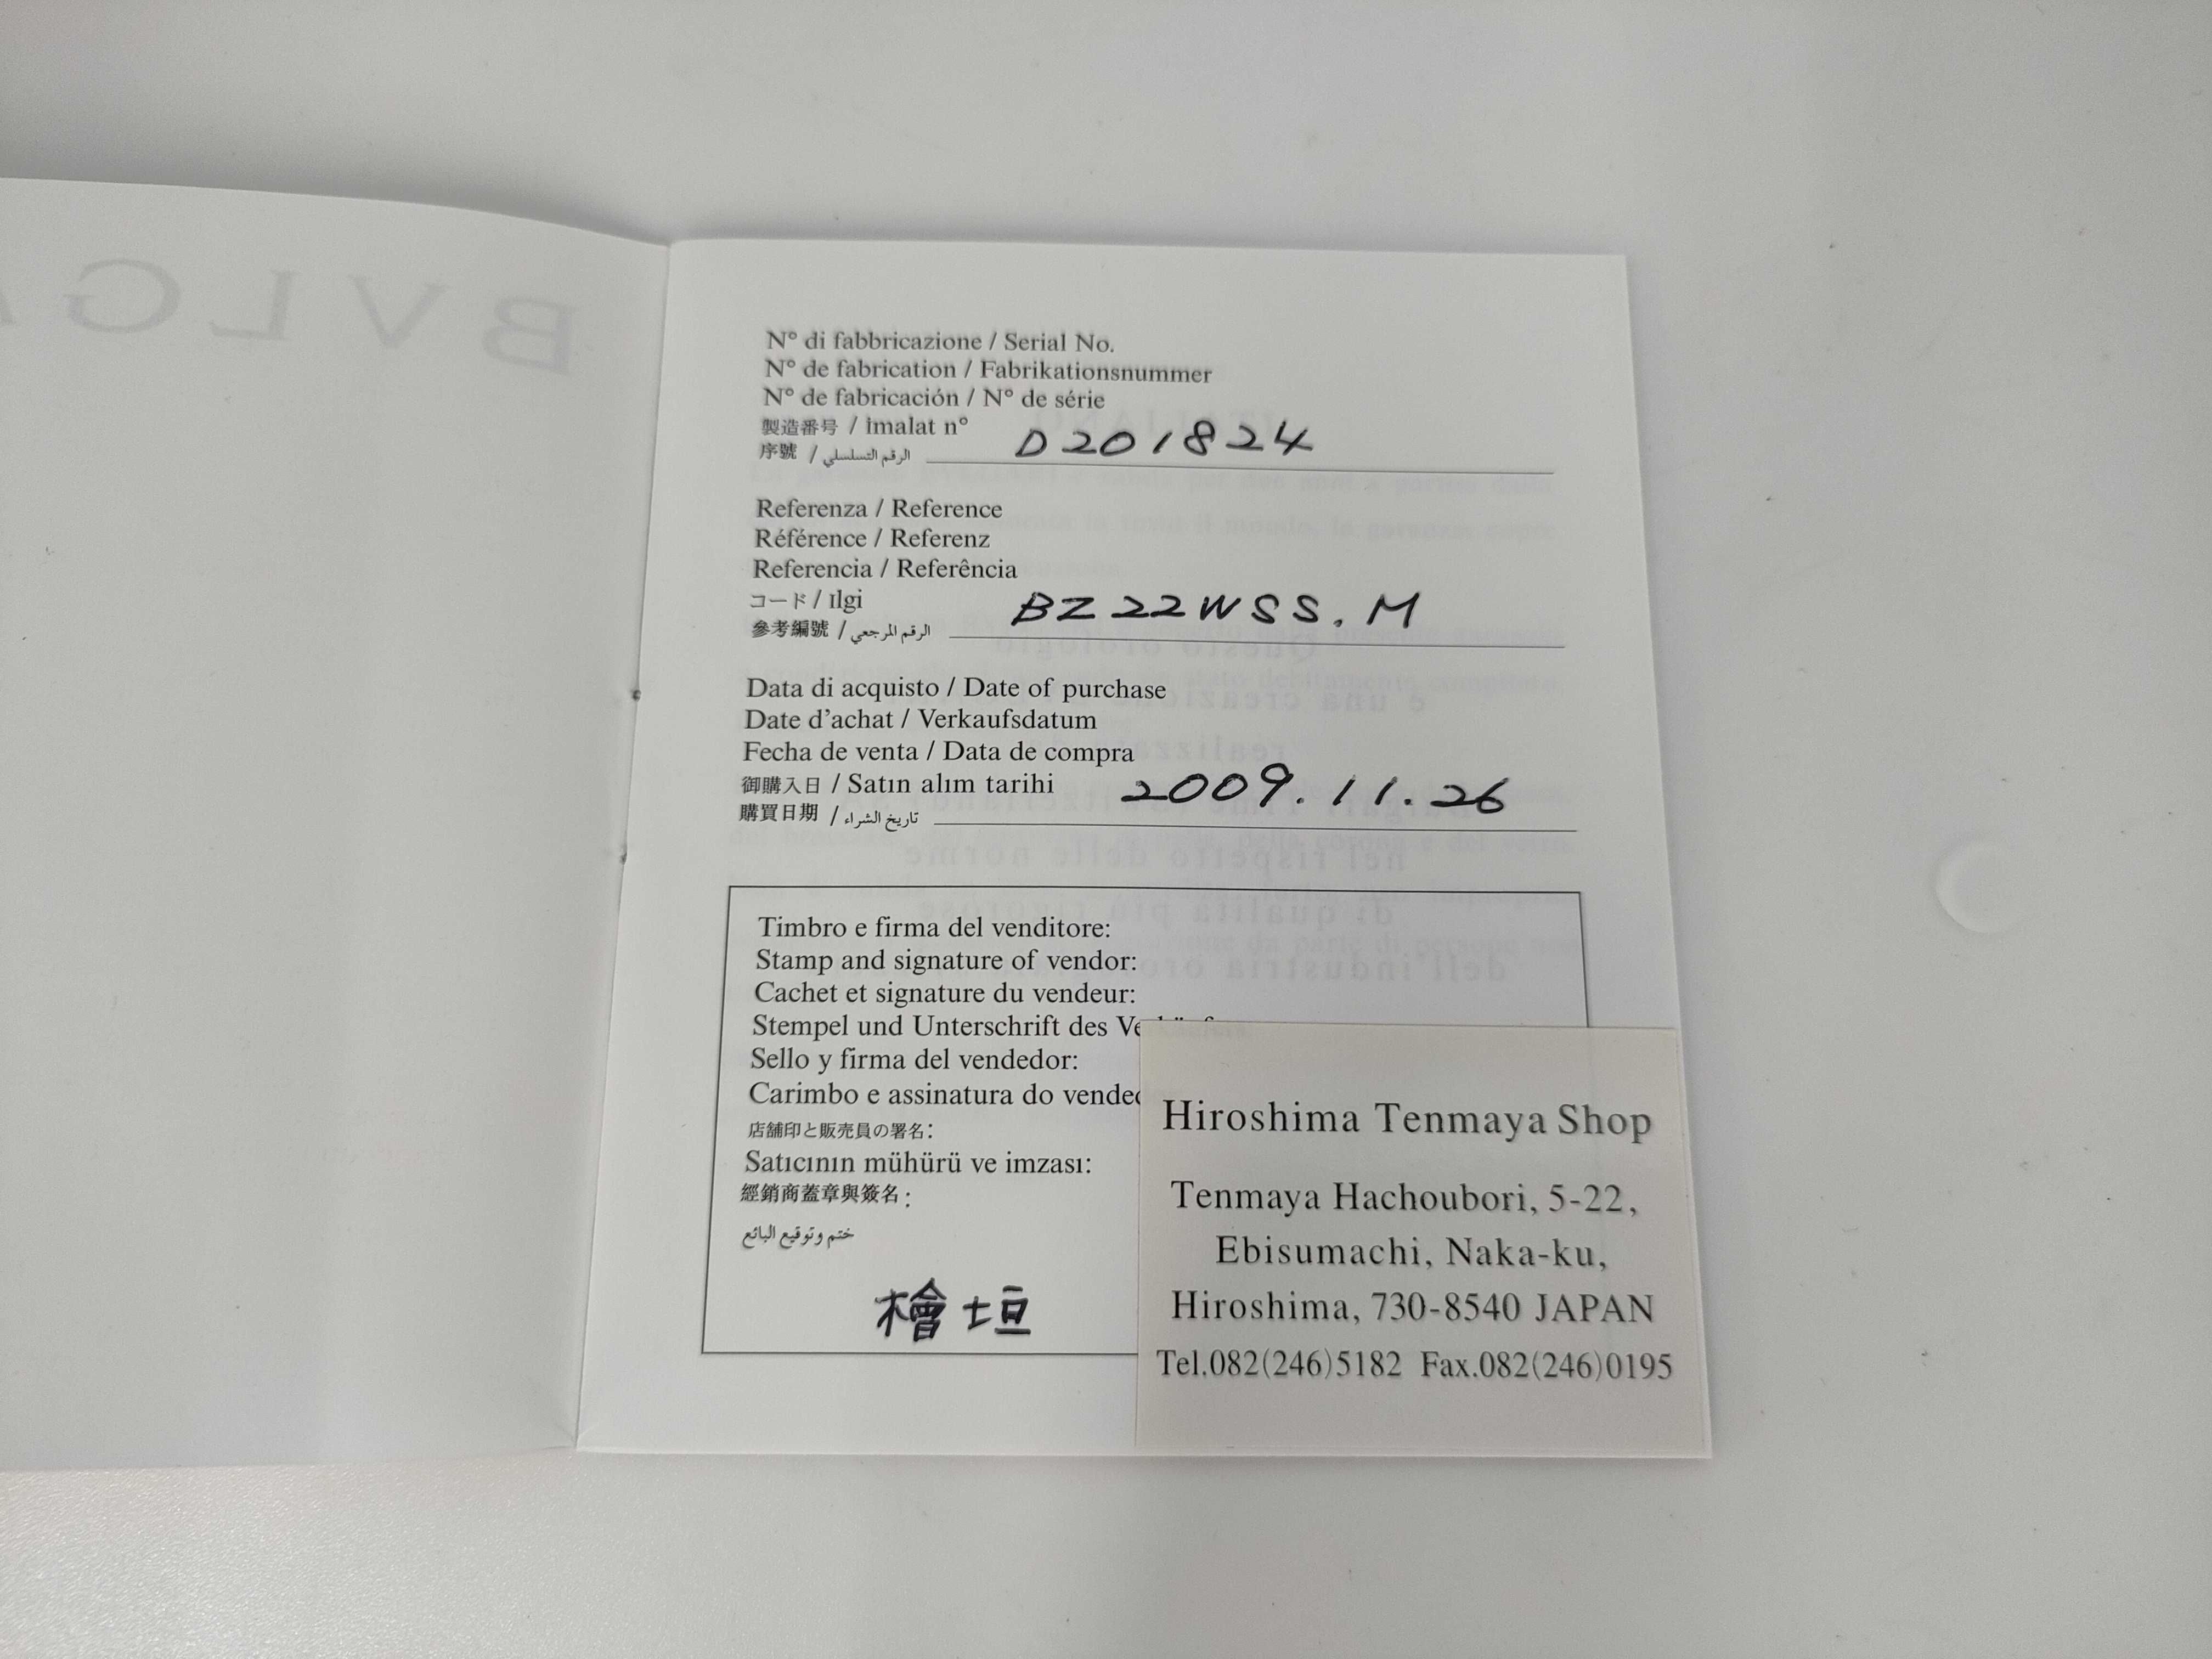 BVLGA
N° di fabbricazione / Serial No.
N° de fabrication / Fabrikationsnummer
N° de fabricación / N° de série
製造番号 / imalat n°
序號 / الرقم التسلسلي D201824
Referenza / Reference
Référence / Referenz
Referencia / Referência
コード / Ilgi
參考編號 / الرقم المرجعي BZ22WSS.M
Data di acquisto / Date of purchase
Date d'achat / Verkaufsdatum
Fecha de venta / Data de compra
御購入日 / Satın alım tarihi
購買日期 / تاريخ الشراء 2009.11.26
Timbro e firma del venditore:
Stamp and signature of vendor:
Cachet et signature du vendeur:
Stempel und Unterschrift des
Sello y firma del vendedor:
Carimbo e assinatura do
店舗印と販売員の署名:
Satıcının mühürü ve imzası:
經銷商蓋章與簽名:
ختم وتوقيع البائع
檜垣
Hiroshima Tenmaya Shop
Tenmaya Hachoubori, 5-22,
Ebisumachi, Naka-ku,
Hiroshima, 730-8540 JAPAN
Tel.082(246)5182 Fax.082(246)0195